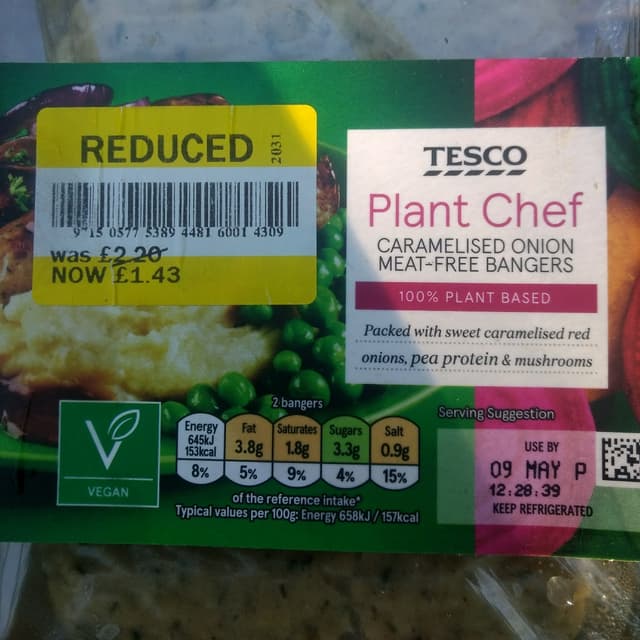 REDUCED
2031
9 15 0577 5389 4481 6001 4309
was £2.20
NOW £1.43
TESCO
Plant Chef
CARAMELISED ONION
MEAT-FREE BANGERS
100% PLANT BASED
Packed with sweet caramelised red
onions, pea protein & mushrooms
V
VEGAN
2 bangers
Energy
645kJ
153kcal
8%
Fat
3.8g
5%
Saturates
1.8g
9%
Sugars
3.3g
4%
Salt
0.9g
15%
of the reference intake*
Typical values per 100g: Energy 658kJ / 157kcal
Serving Suggestion
USE BY
09 MAY P
12:28:39
KEEP REFRIGERATED